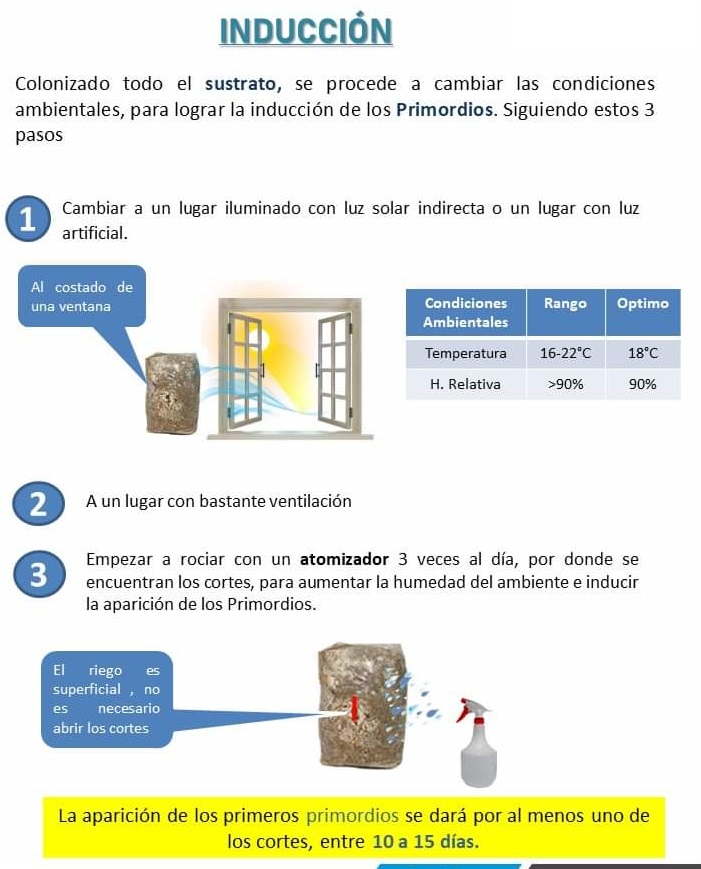 INDUCCIÓN
Colonizado todo el sustrato, se procede a cambiar las condiciones
ambientales, para lograr la inducción de los Primordios. Siguiendo estos 3
pasos
1
Cambiar a un lugar iluminado con luz solar indirecta o un lugar con luz
artificial.
Al costado de
una ventana
Condiciones Ambientales Rango Optimo
Temperatura 16-22°C 18°C
H. Relativa >90% 90%
2
A un lugar con bastante ventilación
3
Empezar a rociar con un atomizador 3 veces al día, por donde se
encuentran los cortes, para aumentar la humedad del ambiente e inducir
la aparición de los Primordios.
El riego es
superficial , no
es necesario
abrir los cortes
La aparición de los primeros primordios se dará por al menos uno de
los cortes, entre 10 a 15 días.